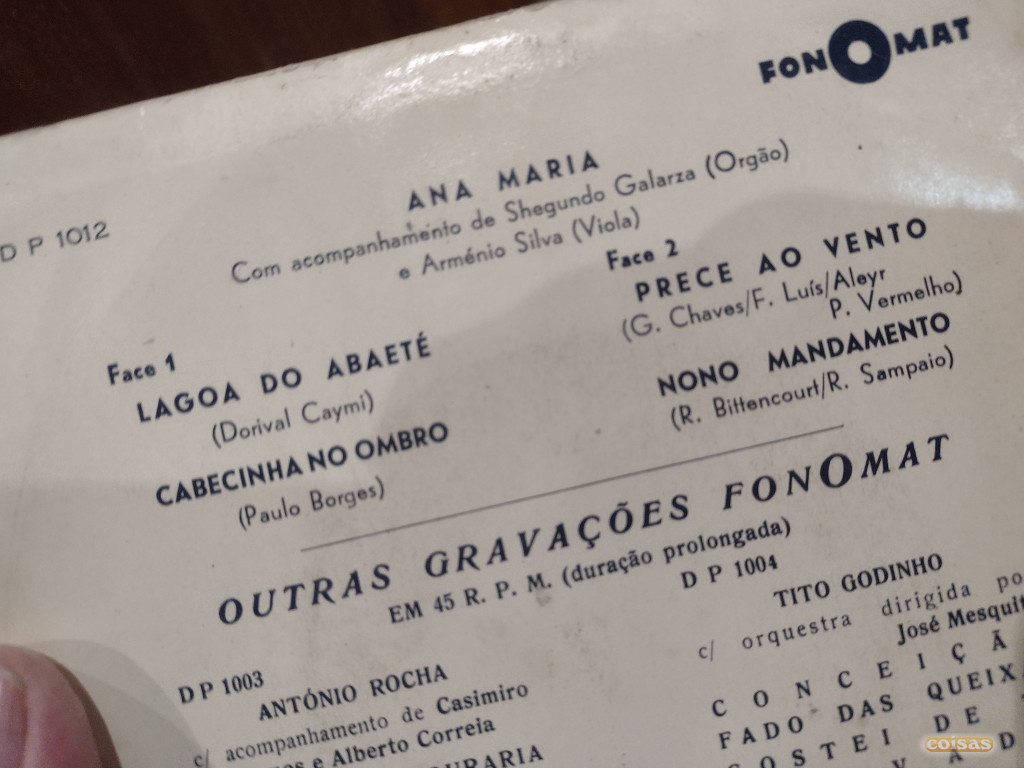 FONOMAT
D P 1012
ANA MARIA
Com acompanhamento de Shegundo Galarza (Orgão)
e Arménio Silva (Viola)
Face 1
LAGOA DO ABAETÉ
(Dorival Caymi)
CABECINHA NO OMBRO
(Paulo Borges)
Face 2
PRECE AO VENTO
(G. Chaves/F. Luís/Aleyr
P. Vermelho)
NONO MANDAMENTO
(R. Bittencourt/R. Sampaio)
OUTRAS GRAVAÇÕES FONOMAT
EM 45 R. P. M. (duração prolongada)
D P 1003
ANTÓNIO ROCHA
c/ acompanhamento de Casimiro
e Alberto Correia
D P 1004
TITO GODINHO
c/ orquestra dirigida
José
FADO DAS
DE
coisas